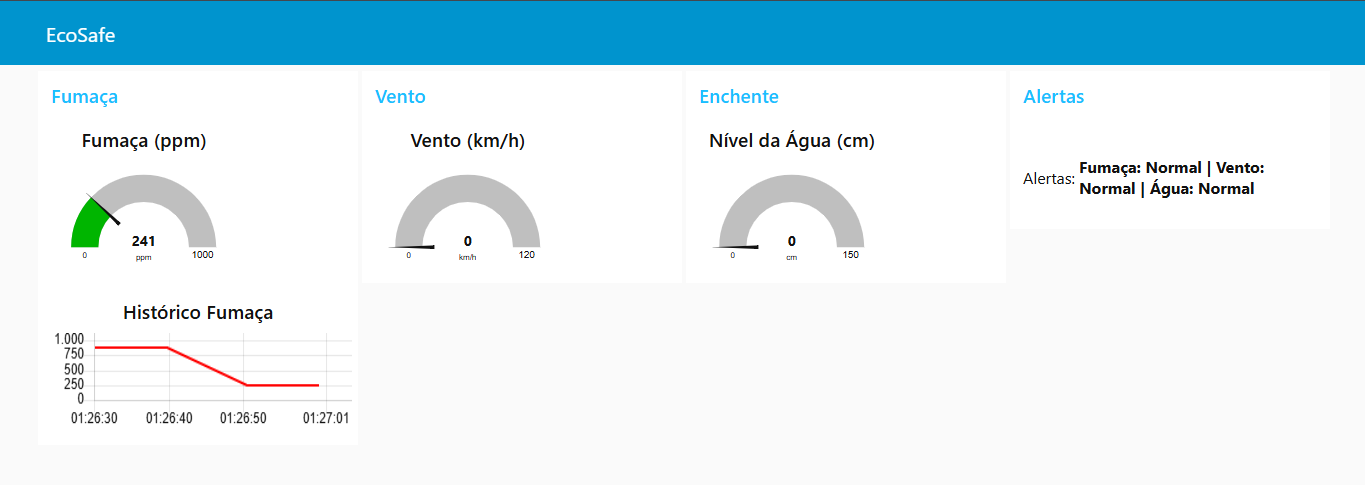 EcoSafe
Fumaça
Fumaça (ppm)
241
ppm
0
1000
Histórico Fumaça
1.000
750
500
250
0
01:26:30
01:26:40
01:26:50
01:27:01
Vento
Vento (km/h)
0
km/h
0
120
Enchente
Nível da Água (cm)
0
cm
0
150
Alertas
Alertas: Fumaça: Normal | Vento:
Normal | Água: Normal